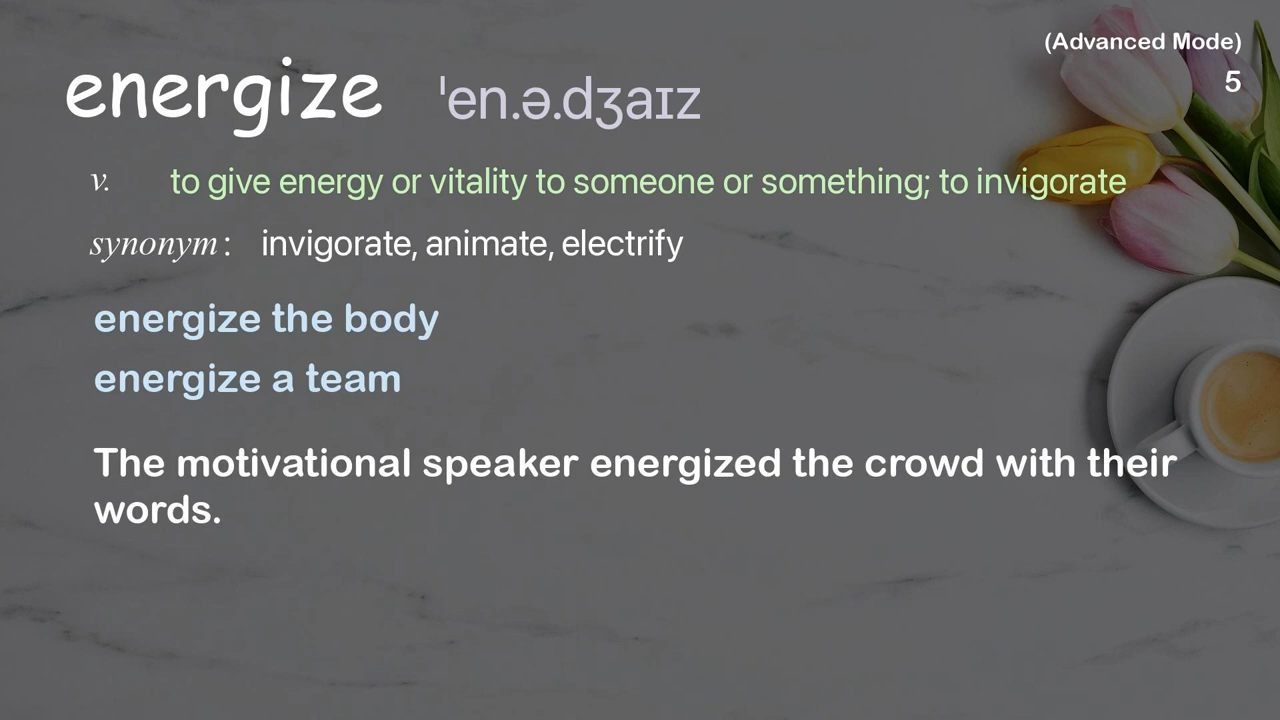 (Advanced Mode)
5
energize ˈen.ə.dʒaɪz
v. to give energy or vitality to someone or something; to invigorate
synonym: invigorate, animate, electrify
energize the body
energize a team
The motivational speaker energized the crowd with their
words.